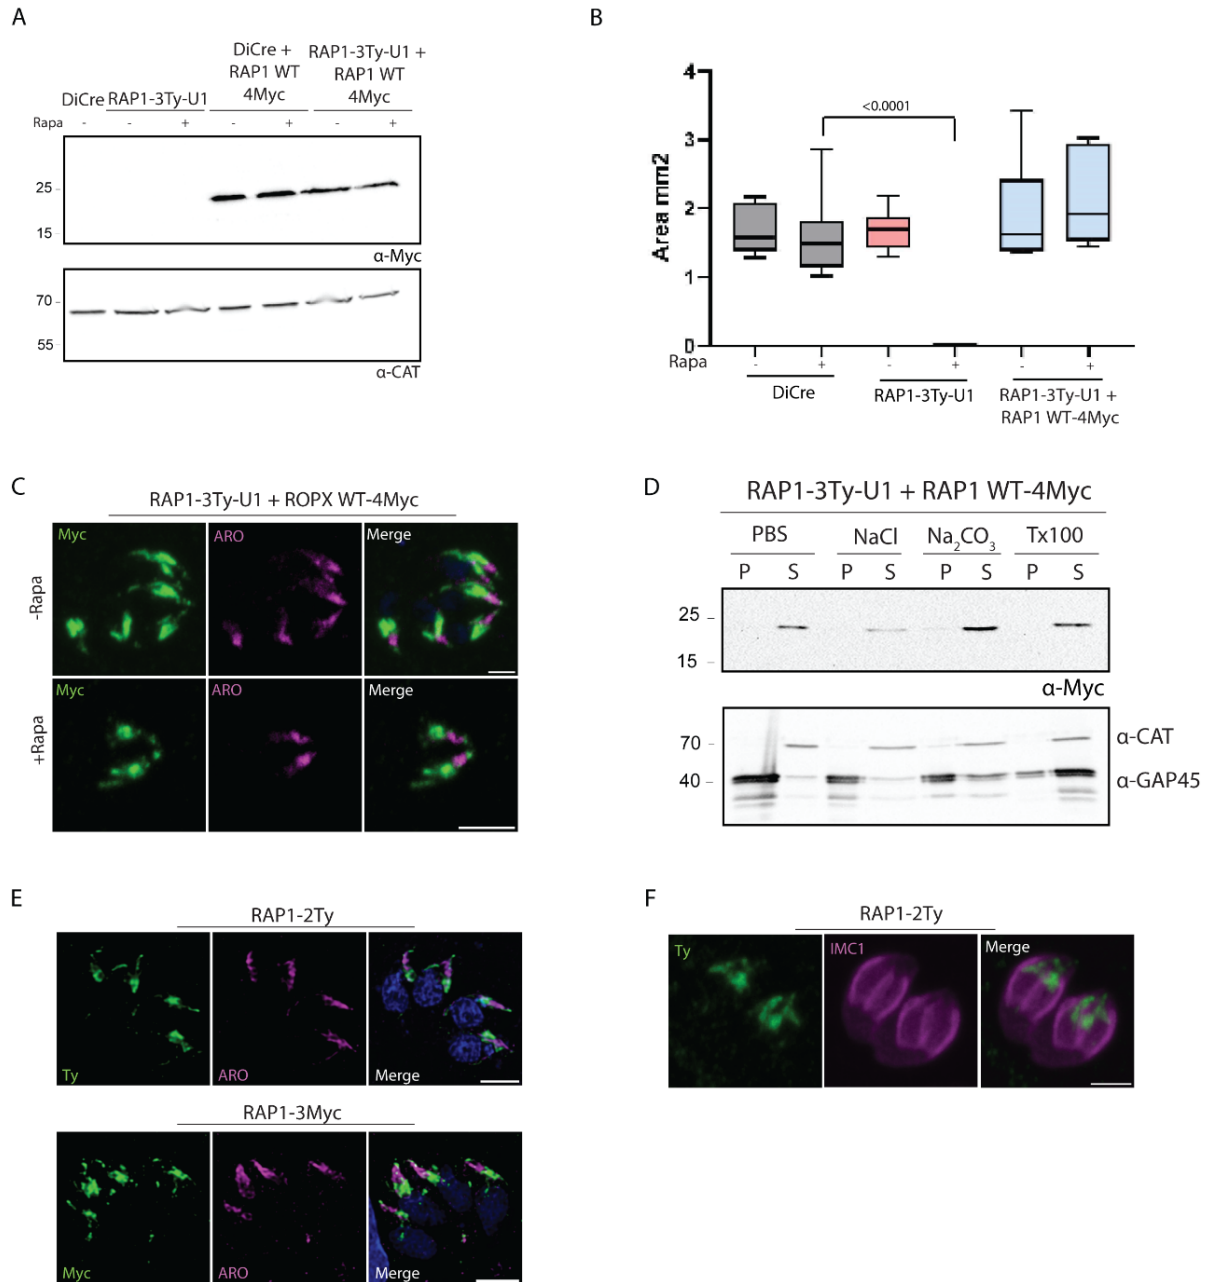 A
DiCre
RAP1-3Ty-U1
DiCre +
RAP1 WT
4Myc
RAP1-3Ty-U1 +
RAP1 WT
4Myc
Rapa - - + - + - +
25
15
α-Myc
70
55
α-CAT
B
Area mm2
4
3
2
1
0
<0.0001
Rapa - + - + - +
DiCre
RAP1-3Ty-U1
RAP1-3Ty-U1 +
RAP1 WT-4Myc
C
RAP1-3Ty-U1 + ROPX WT-4Myc
-Rapa
Myc ARO Merge
+Rapa
Myc ARO Merge
D
RAP1-3Ty-U1 + RAP1 WT-4Myc
PBS NaCl Na₂CO₃ Tx100
P S P S P S P S
25
15
α-Myc
70
40
α-CAT
α-GAP45
E
RAP1-2Ty
Ty ARO Merge
RAP1-3Myc
Myc ARO Merge
F
RAP1-2Ty
Ty IMC1 Merge